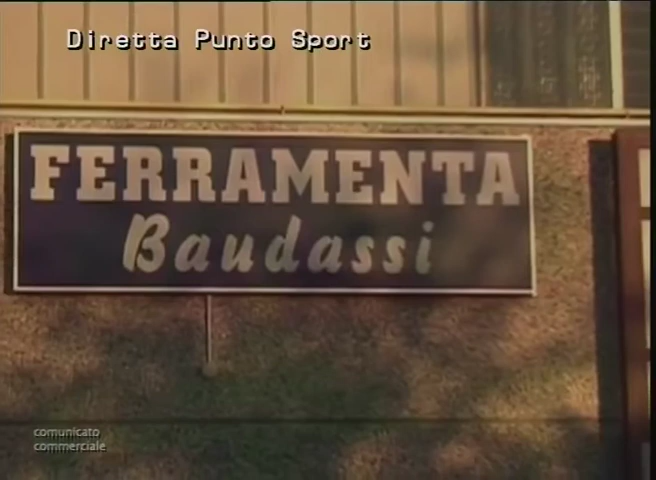 Diretta Punto Sport
FERRAMENTA
Baudassi
comunicato
commerciale